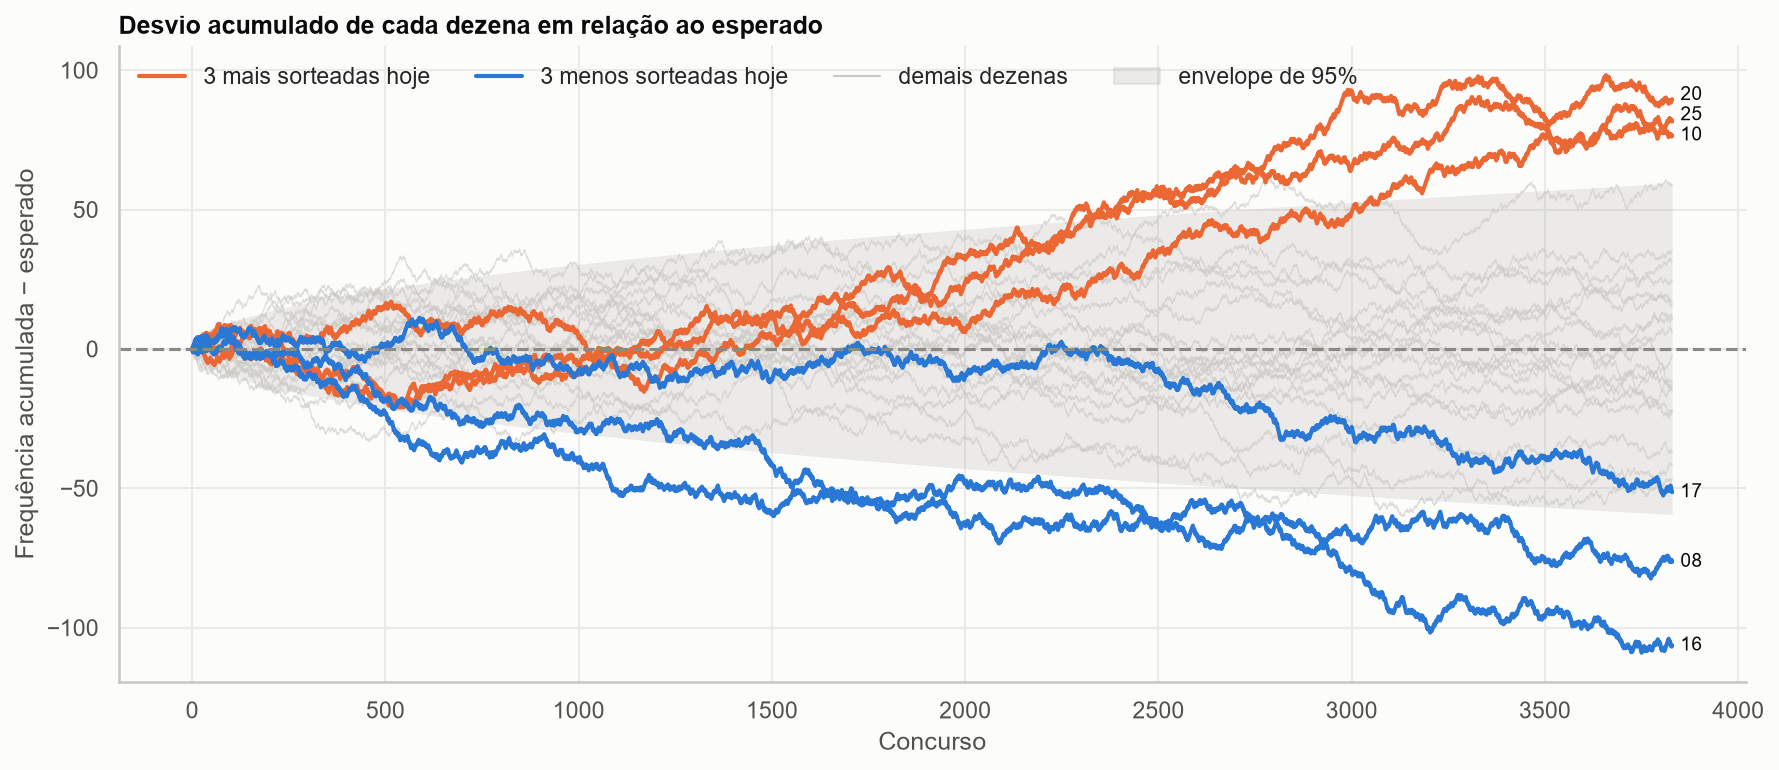 Desvio acumulado de cada dezena em relação ao esperado
3 mais sorteadas hoje
3 menos sorteadas hoje
demais dezenas
envelope de 95%
Frequência acumulada − esperado
100
50
0
−50
−100
20
25
10
17
08
16
0
500
1000
1500
2000
2500
3000
3500
4000
Concurso